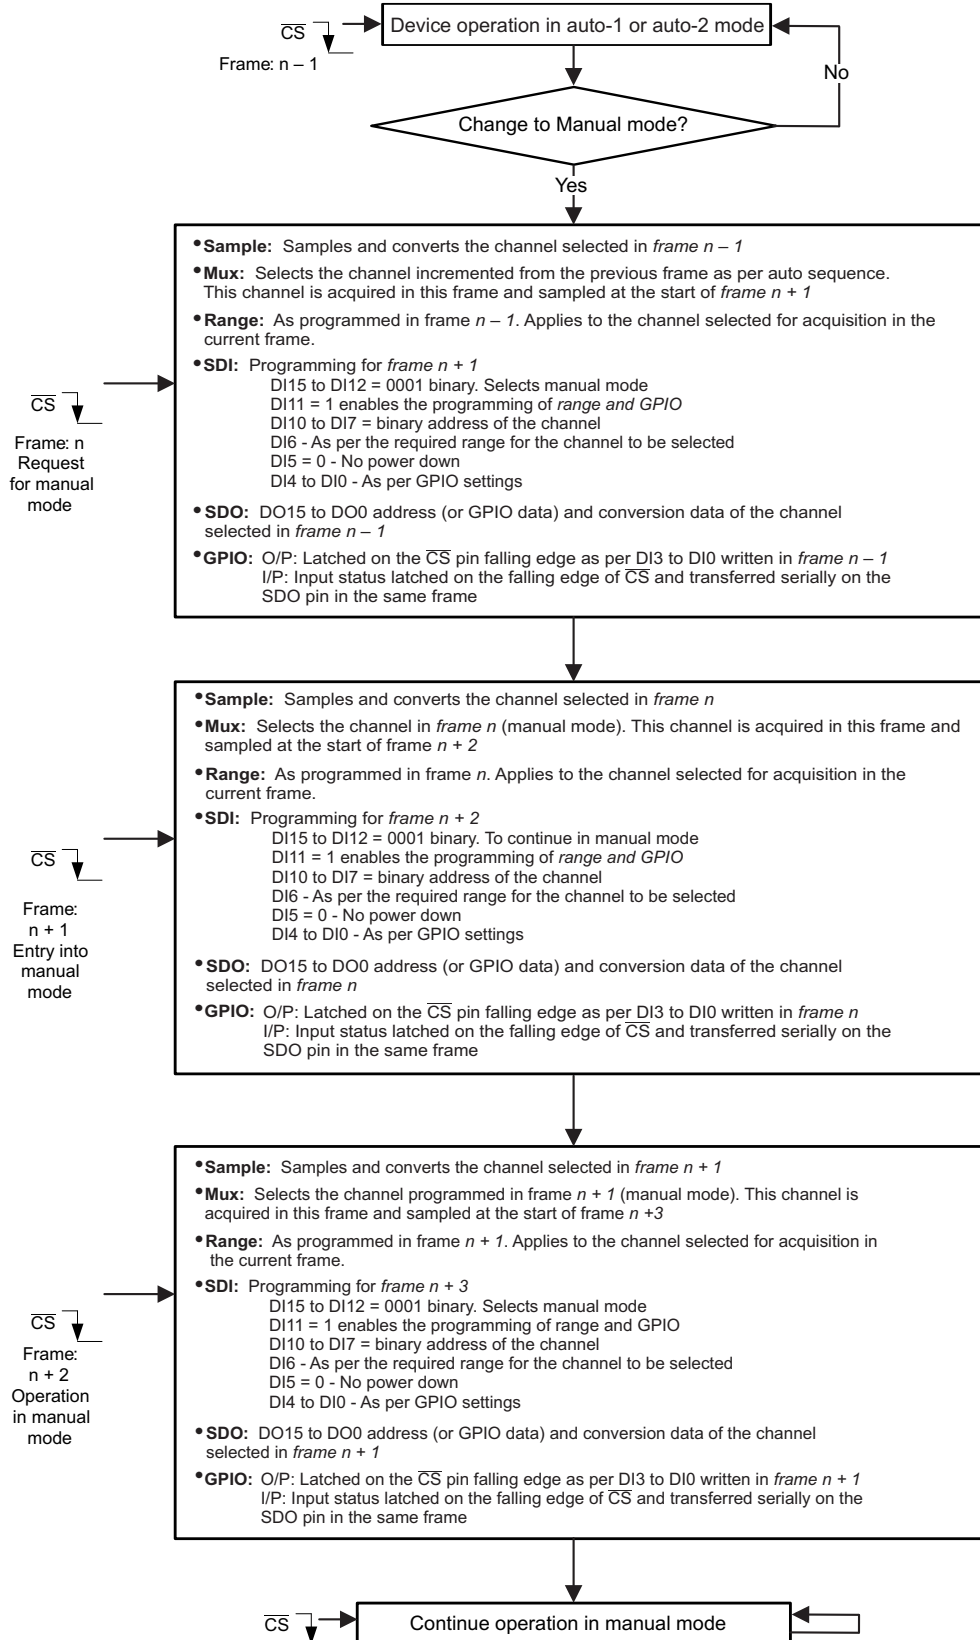 Device operation in auto-1 or auto-2 mode
CS
Frame: n – 1
No
Change to Manual mode?
Yes
•Sample: Samples and converts the channel selected in frame n – 1
•Mux: Selects the channel incremented from the previous frame as per auto sequence.
This channel is acquired in this frame and sampled at the start of frame n + 1
•Range: As programmed in frame n – 1. Applies to the channel selected for acquisition in the
current frame.
•SDI: Programming for frame n + 1
DI15 to DI12 = 0001 binary. Selects manual mode
DI11 = 1 enables the programming of range and GPIO
DI10 to DI7 = binary address of the channel
DI6 - As per the required range for the channel to be selected
DI5 = 0 - No power down
DI4 to DI0 - As per GPIO settings
•SDO: DO15 to DO0 address (or GPIO data) and conversion data of the channel
selected in frame n – 1
•GPIO: O/P: Latched on the CS pin falling edge as per DI3 to DI0 written in frame n – 1
I/P: Input status latched on the falling edge of CS and transferred serially on the
SDO pin in the same frame
CS
Frame: n
Request
for manual
mode
•Sample: Samples and converts the channel selected in frame n
•Mux: Selects the channel in frame n (manual mode). This channel is acquired in this frame and
sampled at the start of frame n + 2
•Range: As programmed in frame n. Applies to the channel selected for acquisition in the
current frame.
•SDI: Programming for frame n + 2
DI15 to DI12 = 0001 binary. To continue in manual mode
DI11 = 1 enables the programming of range and GPIO
DI10 to DI7 = binary address of the channel
DI6 - As per the required range for the channel to be selected
DI5 = 0 - No power down
DI4 to DI0 - As per GPIO settings
•SDO: DO15 to DO0 address (or GPIO data) and conversion data of the channel
selected in frame n
•GPIO: O/P: Latched on the CS pin falling edge as per DI3 to DI0 written in frame n
I/P: Input status latched on the falling edge of CS and transferred serially on the
SDO pin in the same frame
CS
Frame:
n + 1
Entry into
manual
mode
•Sample: Samples and converts the channel selected in frame n + 1
•Mux: Selects the channel programmed in frame n + 1 (manual mode). This channel is
acquired in this frame and sampled at the start of frame n +3
•Range: As programmed in frame n + 1. Applies to the channel selected for acquisition in
the current frame.
•SDI: Programming for frame n + 3
DI15 to DI12 = 0001 binary. Selects manual mode
DI11 = 1 enables the programming of range and GPIO
DI10 to DI7 = binary address of the channel
DI6 - As per the required range for the channel to be selected
DI5 = 0 - No power down
DI4 to DI0 - As per GPIO settings
•SDO: DO15 to DO0 address (or GPIO data) and conversion data of the channel
selected in frame n + 1
•GPIO: O/P: Latched on the CS pin falling edge as per DI3 to DI0 written in frame n + 1
I/P: Input status latched on the falling edge of CS and transferred serially on the
SDO pin in the same frame
CS
Frame:
n + 2
Operation
in manual
mode
CS
Continue operation in manual mode